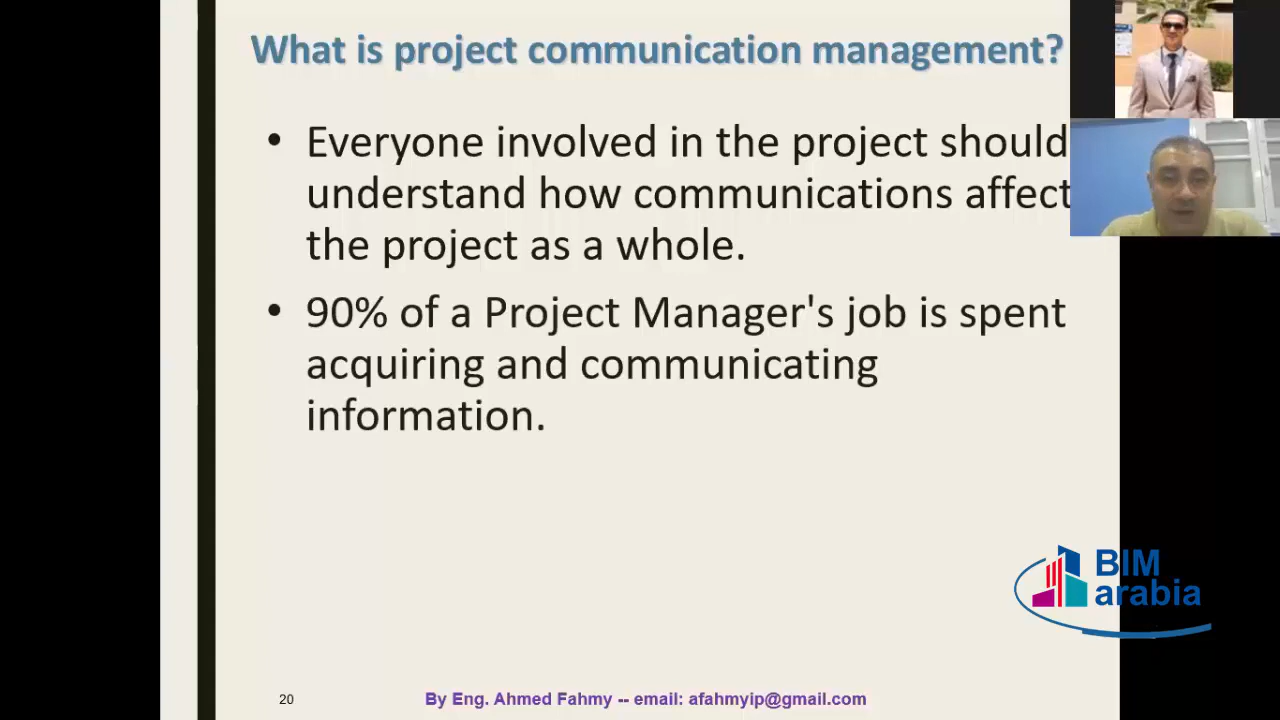 What is project communication management?
• Everyone involved in the project should
understand how communications affect
the project as a whole.
• 90% of a Project Manager's job is spent
acquiring and communicating
information.
BIM
arabia
20
By Eng. Ahmed Fahmy -- email: afahmyip@gmail.com